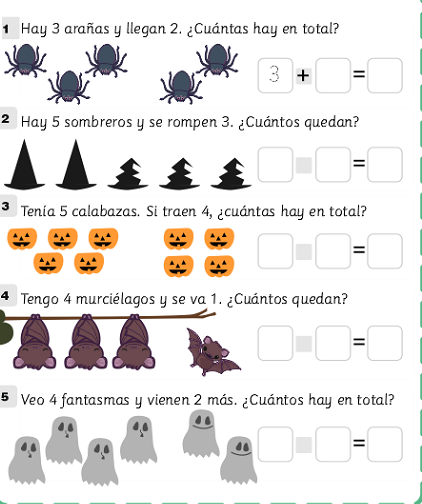 1 Hay 3 arañas y llegan 2. ¿Cuántas hay en total?
3 + =
2 Hay 5 sombreros y se rompen 3. ¿Cuántos quedan?
=
3 Tenía 5 calabazas. Si traen 4, ¿cuántas hay en total?
=
4 Tengo 4 murciélagos y se va 1. ¿Cuántos quedan?
=
5 Veo 4 fantasmas y vienen 2 más. ¿Cuántos hay en total?
=